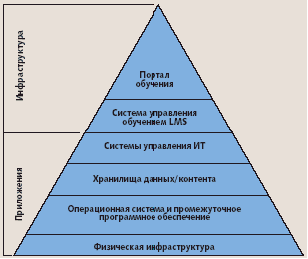 Инфраструктура
Портал
обучения
Система управления
обучением LMS
Приложения
Системы управления ИТ
Хранилища данных/контента
Операционная система и промежуточное
программное обеспечение
Физическая инфраструктура